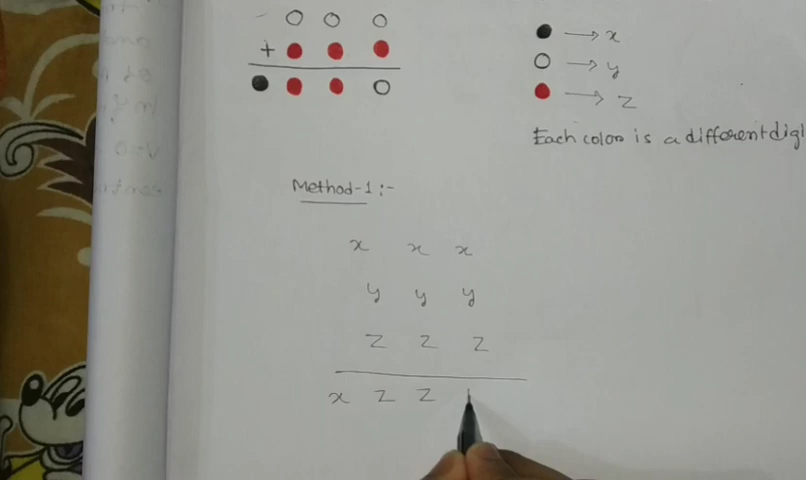 +
→ x
→ y
→ z
Each color is a different digi
Method-1 :-
x x x
y y y
z z z
x z z